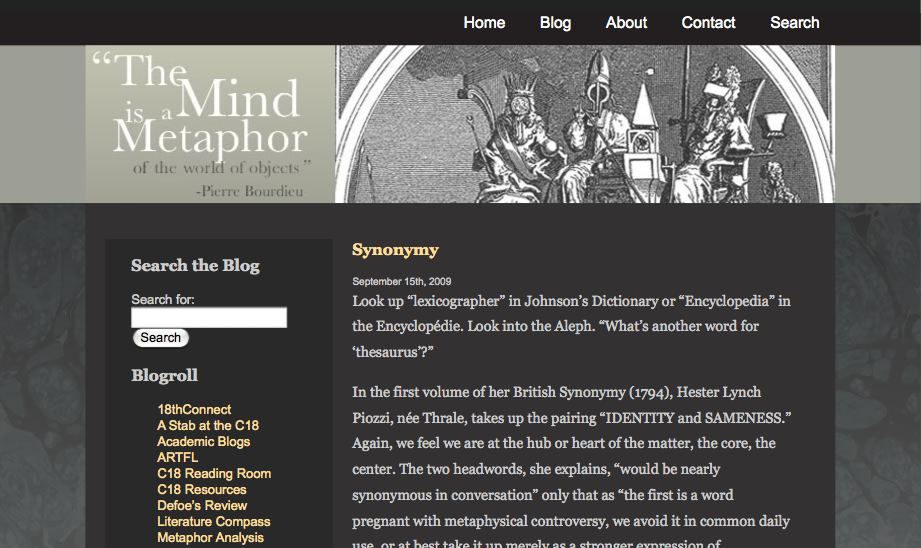 Home Blog About Contact Search
“The
Mind
is a
Metaphor
of the world of objects”
-Pierre Bourdieu
Search the Blog
Search for:
Search
Blogroll
18thConnect
A Stab at the C18
Academic Blogs
ARTFL
C18 Reading Room
C18 Resources
Defoe’s Review
Literature Compass
Metaphor Analysis
Synonymy
September 15th, 2009
Look up “lexicographer” in Johnson’s Dictionary or “Encyclopedia” in
the Encyclopédie. Look into the Aleph. “What’s another word for
‘thesaurus’?”
In the first volume of her British Synonymy (1794), Hester Lynch
Piozzi, née Thrale, takes up the pairing “IDENTITY and SAMENESS.”
Again, we feel we are at the hub or heart of the matter, the core, the
center. The two headwords, she explains, “would be nearly
synonymous in conversation” only that as “the first is a word
pregnant with metaphysical controversy, we avoid it in common daily
use, or at best take it up merely as a stronger expression of